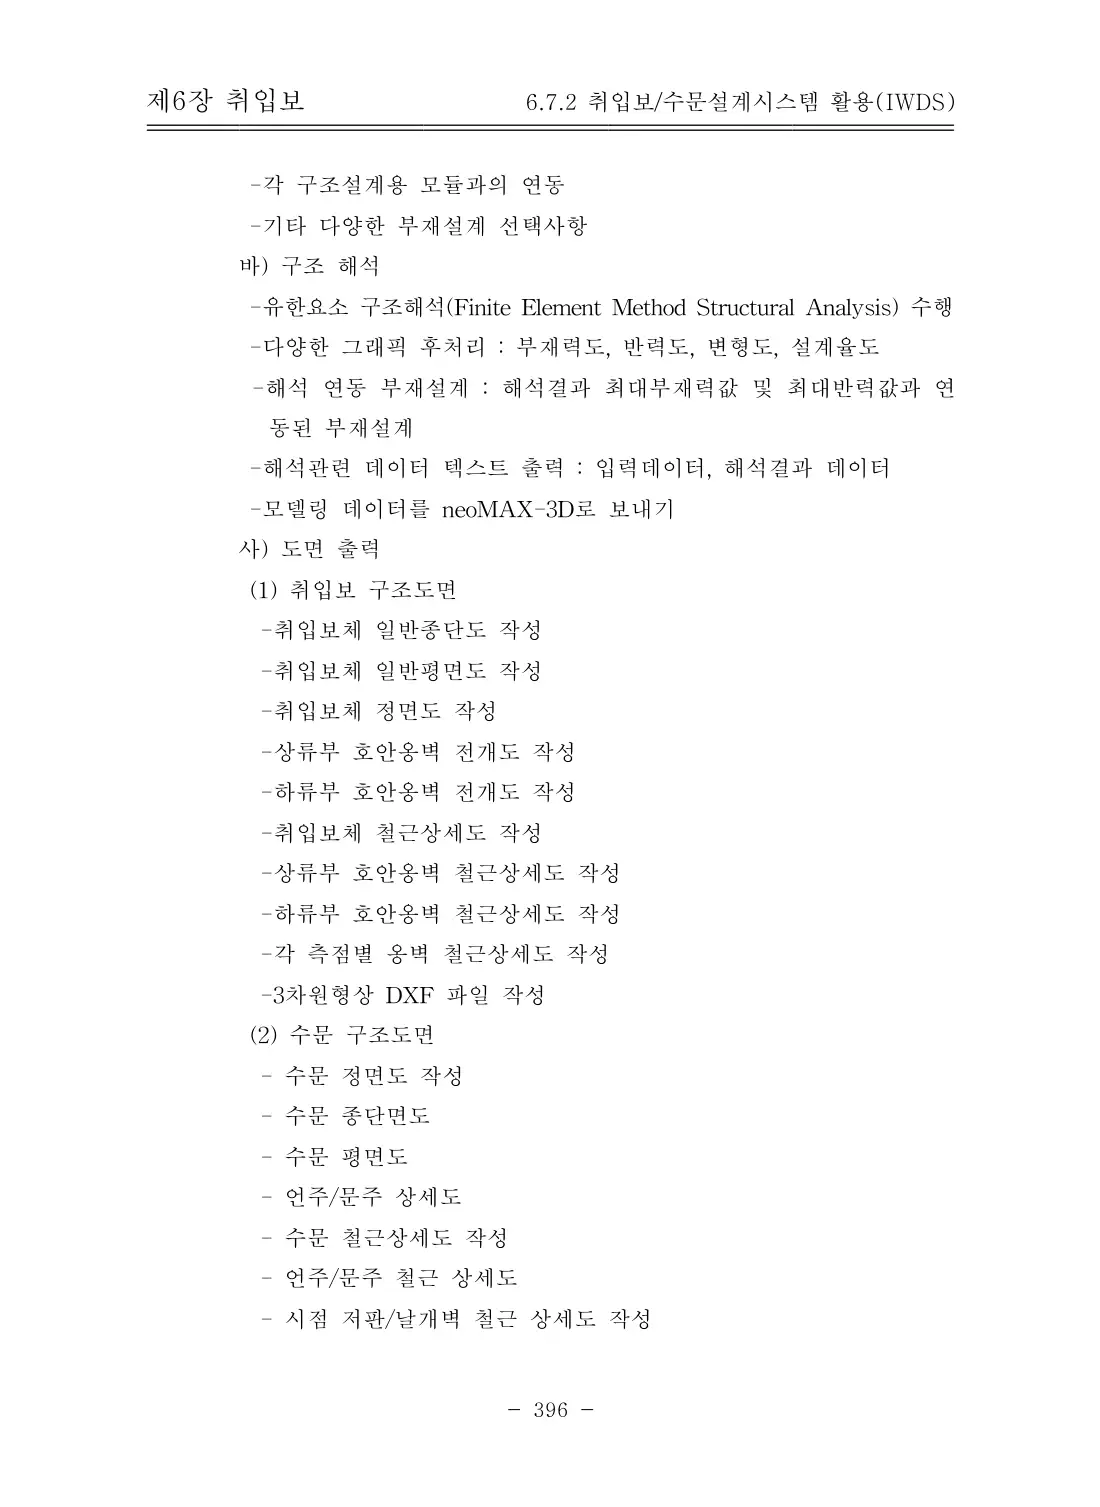 제6장 취입보 6.7.2 취입보/수문설계시스템 활용(IWDS)
-각 구조설계용 모듈과의 연동
-기타 다양한 부재설계 선택사항
바) 구조 해석
-유한요소 구조해석(Finite Element Method Structural Analysis) 수행
-다양한 그래픽 후처리 : 부재력도, 반력도, 변형도, 설계율도
-해석 연동 부재설계 : 해석결과 최대부재력값 및 최대반력값과 연
동된 부재설계
-해석관련 데이터 텍스트 출력 : 입력데이터, 해석결과 데이터
-모델링 데이터를 neoMAX-3D로 보내기
사) 도면 출력
(1) 취입보 구조도면
-취입보체 일반종단도 작성
-취입보체 일반평면도 작성
-취입보체 정면도 작성
-상류부 호안옹벽 전개도 작성
-하류부 호안옹벽 전개도 작성
-취입보체 철근상세도 작성
-상류부 호안옹벽 철근상세도 작성
-하류부 호안옹벽 철근상세도 작성
-각 측점별 옹벽 철근상세도 작성
-3차원형상 DXF 파일 작성
(2) 수문 구조도면
- 수문 정면도 작성
- 수문 종단면도
- 수문 평면도
- 언주/문주 상세도
- 수문 철근상세도 작성
- 언주/문주 철근 상세도
- 시점 저판/날개벽 철근 상세도 작성
- 396 -